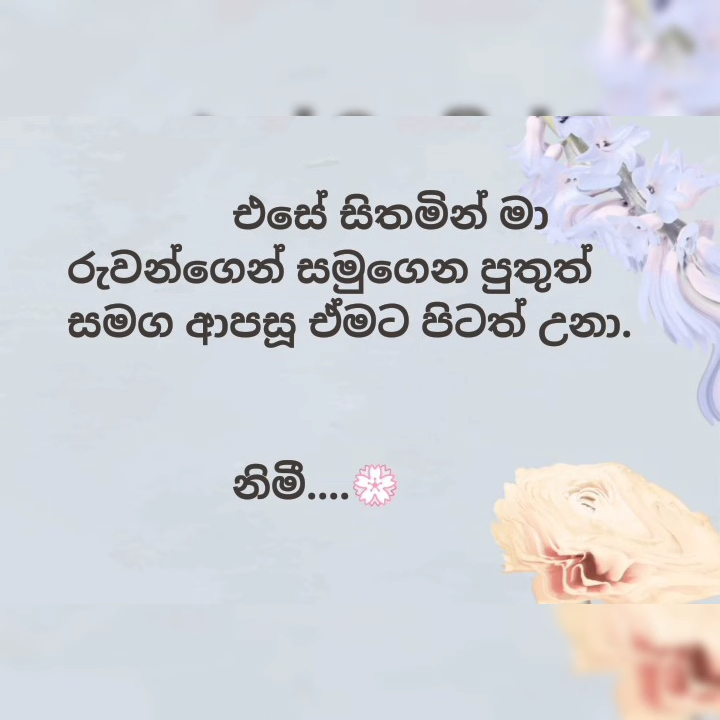 එසේ සිතමින් මා
රුවන්ගෙන් සමුගෙන පුතුත්
සමග ආපසූ ඒමට පිටත් උනා.
නිමී....💮